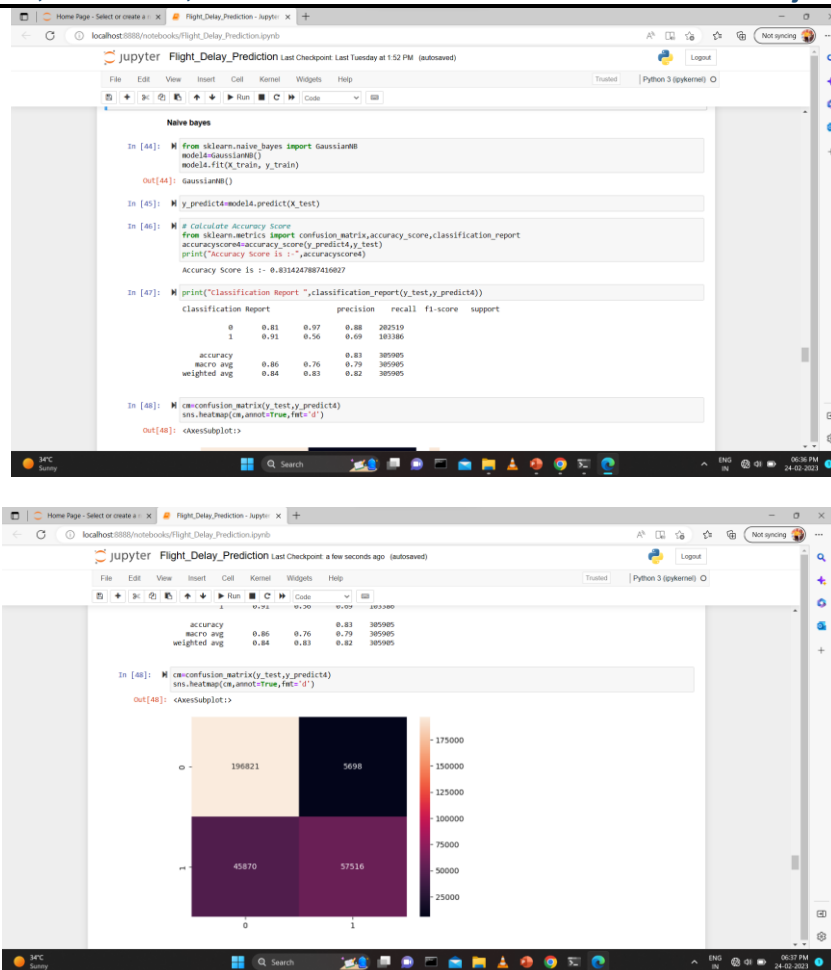 Home Page - Select or create a n
Flight_Delay_Prediction - Jupyter
localhost:8888/notebooks/Flight_Delay_Prediction.ipynb
Not syncing
jupyter Flight_Delay_Prediction Last Checkpoint: Last Tuesday at 1:52 PM (autosaved)
Logout
File Edit View Insert Cell Kernel Widgets Help
Trusted
Python 3 (ipykernel)
Run
Code
Naive bayes
In [44]: from sklearn.naive_bayes import GaussianNB
model4=GaussianNB()
model4.fit(X_train, y_train)
Out[44]: GaussianNB()
In [45]: y_predict4=model4.predict(X_test)
In [46]: # Calculate Accuracy Score
from sklearn.metrics import confusion_matrix,accuracy_score,classification_report
accuracyscore4=accuracy_score(y_predict4,y_test)
print("Accuracy Score is :-",accuracyscore4)
Accuracy Score is :- 0.8314247887416027
In [47]: print("Classification Report ",classification_report(y_test,y_predict4))
Classification Report precision recall f1-score support
0 0.81 0.97 0.88 202519
1 0.91 0.56 0.69 103386
accuracy 0.83 305905
macro avg 0.86 0.76 0.79 305905
weighted avg 0.84 0.83 0.82 305905
In [48]: cm=confusion_matrix(y_test,y_predict4)
sns.heatmap(cm,annot=True,fmt='d')
Out[48]: <AxesSubplot:>
34°C
Sunny
Search
ENG
IN
06:36 PM
24-02-2023
Home Page - Select or create a n
Flight_Delay_Prediction - Jupyter
localhost:8888/notebooks/Flight_Delay_Prediction.ipynb
Not syncing
jupyter Flight_Delay_Prediction Last Checkpoint: a few seconds ago (autosaved)
Logout
File Edit View Insert Cell Kernel Widgets Help
Trusted
Python 3 (ipykernel)
Run
Code
1 0.91 0.56 0.69 103386
accuracy 0.83 305905
macro avg 0.86 0.76 0.79 305905
weighted avg 0.84 0.83 0.82 305905
In [48]: cm=confusion_matrix(y_test,y_predict4)
sns.heatmap(cm,annot=True,fmt='d')
Out[48]: <AxesSubplot:>
175000
0 196821 5698
150000
125000
100000
75000
1 45870 57516
50000
25000
0 1
34°C
Sunny
Search
ENG
IN
06:37 PM
24-02-2023